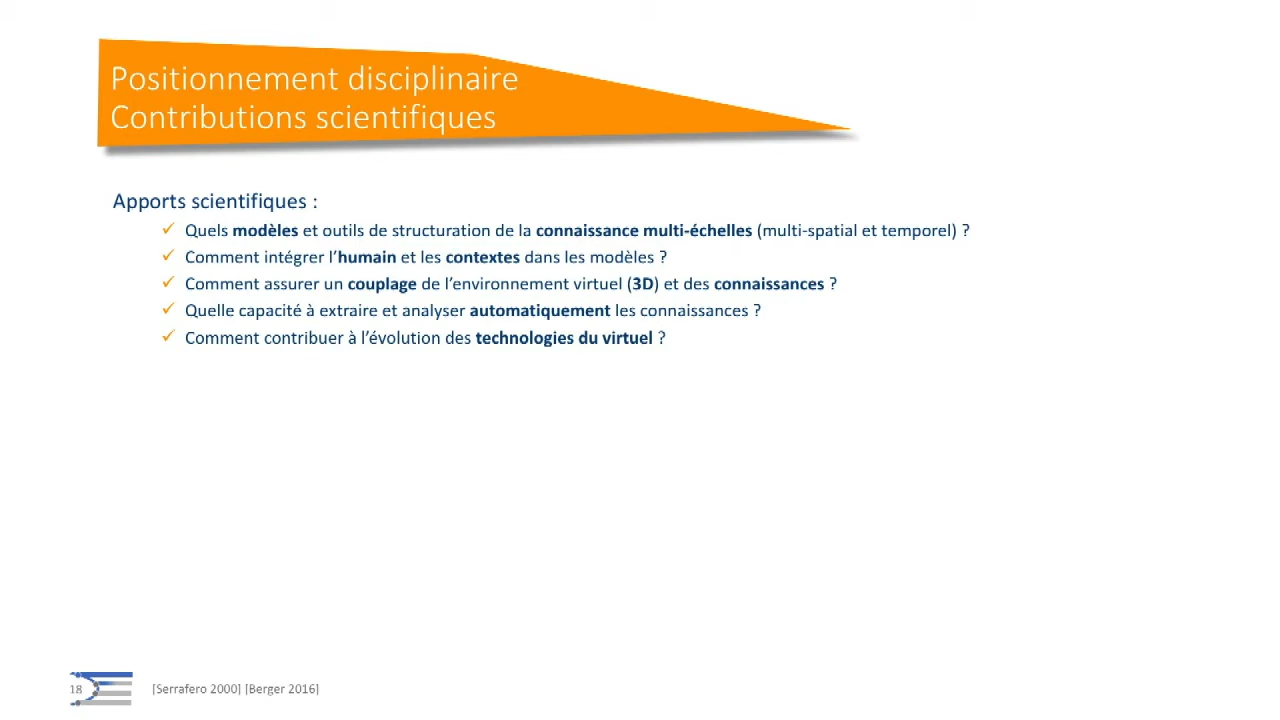 Positionnement disciplinaire
Contributions scientifiques
Apports scientifiques :
Quels modèles et outils de structuration de la connaissance multi-échelles (multi-spatial et temporel) ?
Comment intégrer l’humain et les contextes dans les modèles ?
Comment assurer un couplage de l’environnement virtuel (3D) et des connaissances ?
Quelle capacité à extraire et analyser automatiquement les connaissances ?
Comment contribuer à l’évolution des technologies du virtuel ?
18
[Serrafero 2000] [Berger 2016]